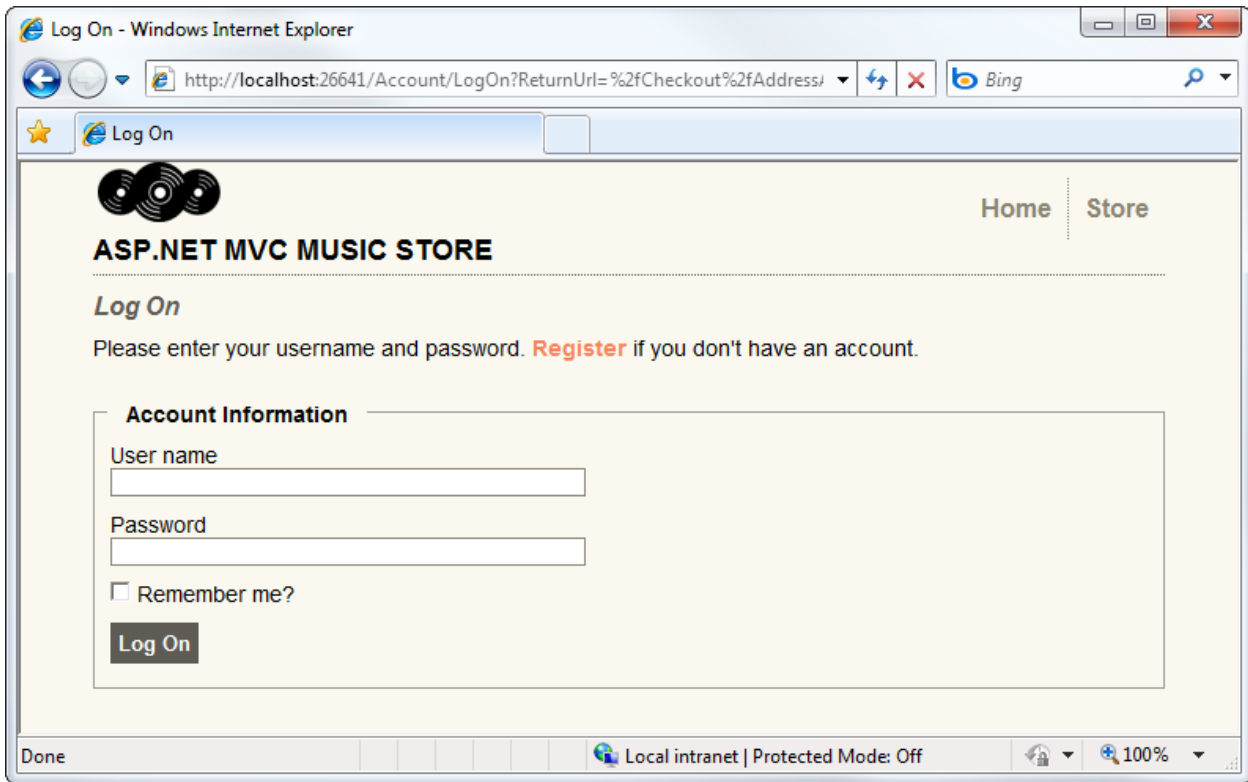 Log On - Windows Internet Explorer
http://localhost:26641/Account/LogOn?ReturnUrl=%2fCheckout%2fAddress
Bing
Log On
Home
Store
ASP.NET MVC MUSIC STORE
Log On
Please enter your username and password. Register if you don't have an account.
Account Information
User name
Password
Remember me?
Log On
Done
Local intranet | Protected Mode: Off
100%